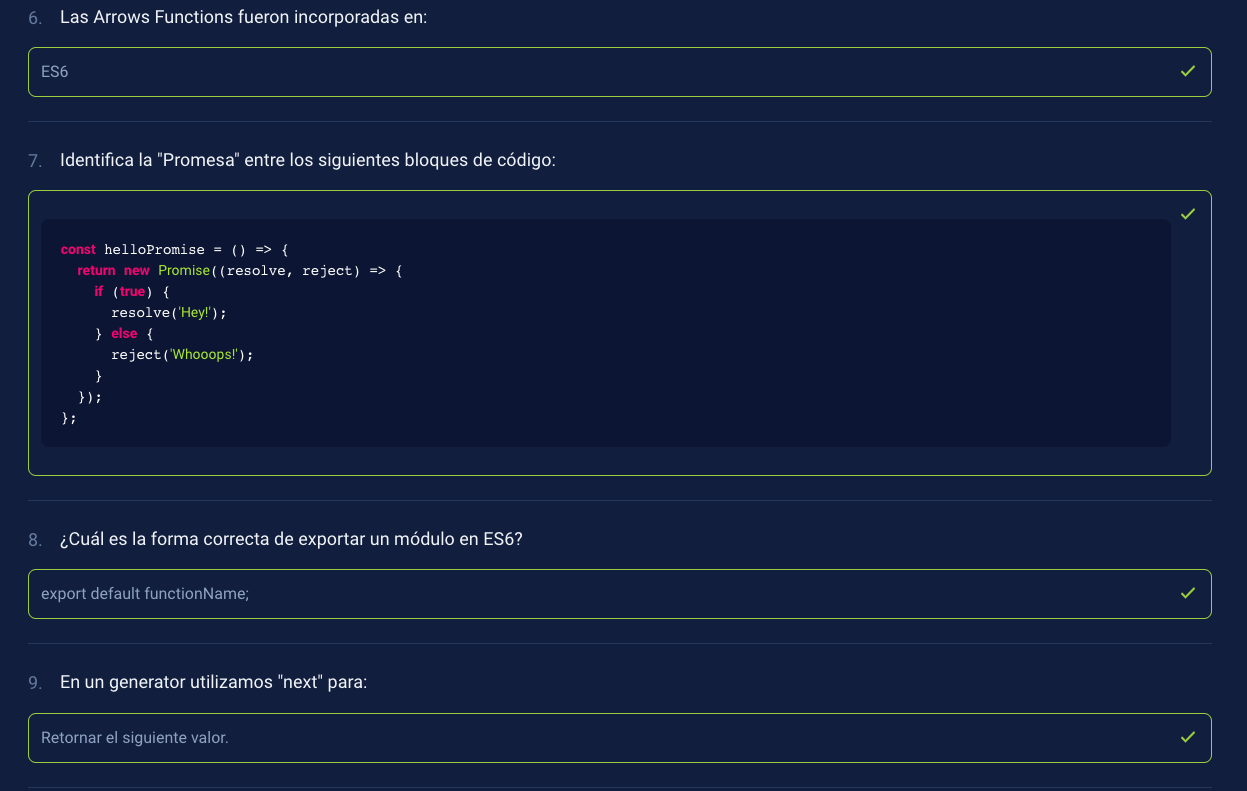 6. Las Arrows Functions fueron incorporadas en:
ES6
7. Identifica la "Promesa" entre los siguientes bloques de código:
const helloPromise = () => {
return new Promise((resolve, reject) => {
if (true) {
resolve('Hey!');
} else {
reject('Whooops!');
}
});
};
8. ¿Cuál es la forma correcta de exportar un módulo en ES6?
export default functionName;
9. En un generator utilizamos "next" para:
Retornar el siguiente valor.